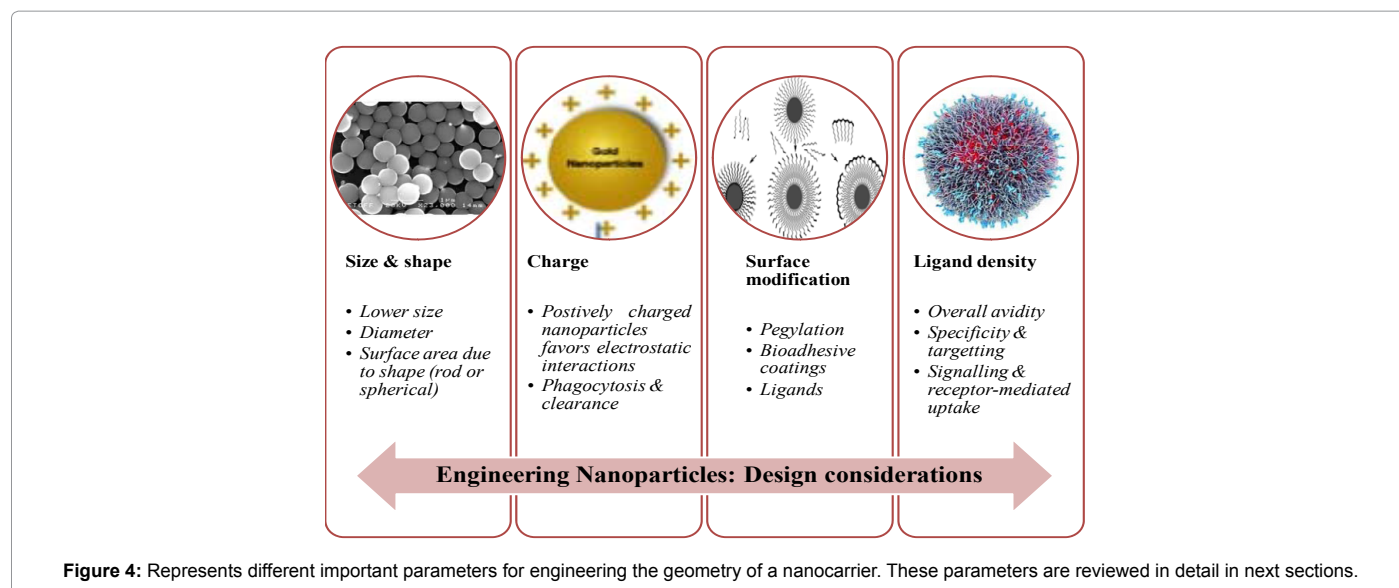 Gold
Nanoparticles
Size & shape
• Lower size
• Diameter
• Surface area due
to shape (rod or
spherical)
Charge
• Postively charged
nanoparticles
favors electrostatic
interactions
• Phagocytosis &
clearance
Surface
modification
• Pegylation
• Bioadhesive
coatings
• Ligands
Ligand density
• Overall avidity
• Specificity &
targetting
• Signalling &
receptor-mediated
uptake
Engineering Nanoparticles: Design considerations
Figure 4: Represents different important parameters for engineering the geometry of a nanocarrier. These parameters are reviewed in detail in next sections.